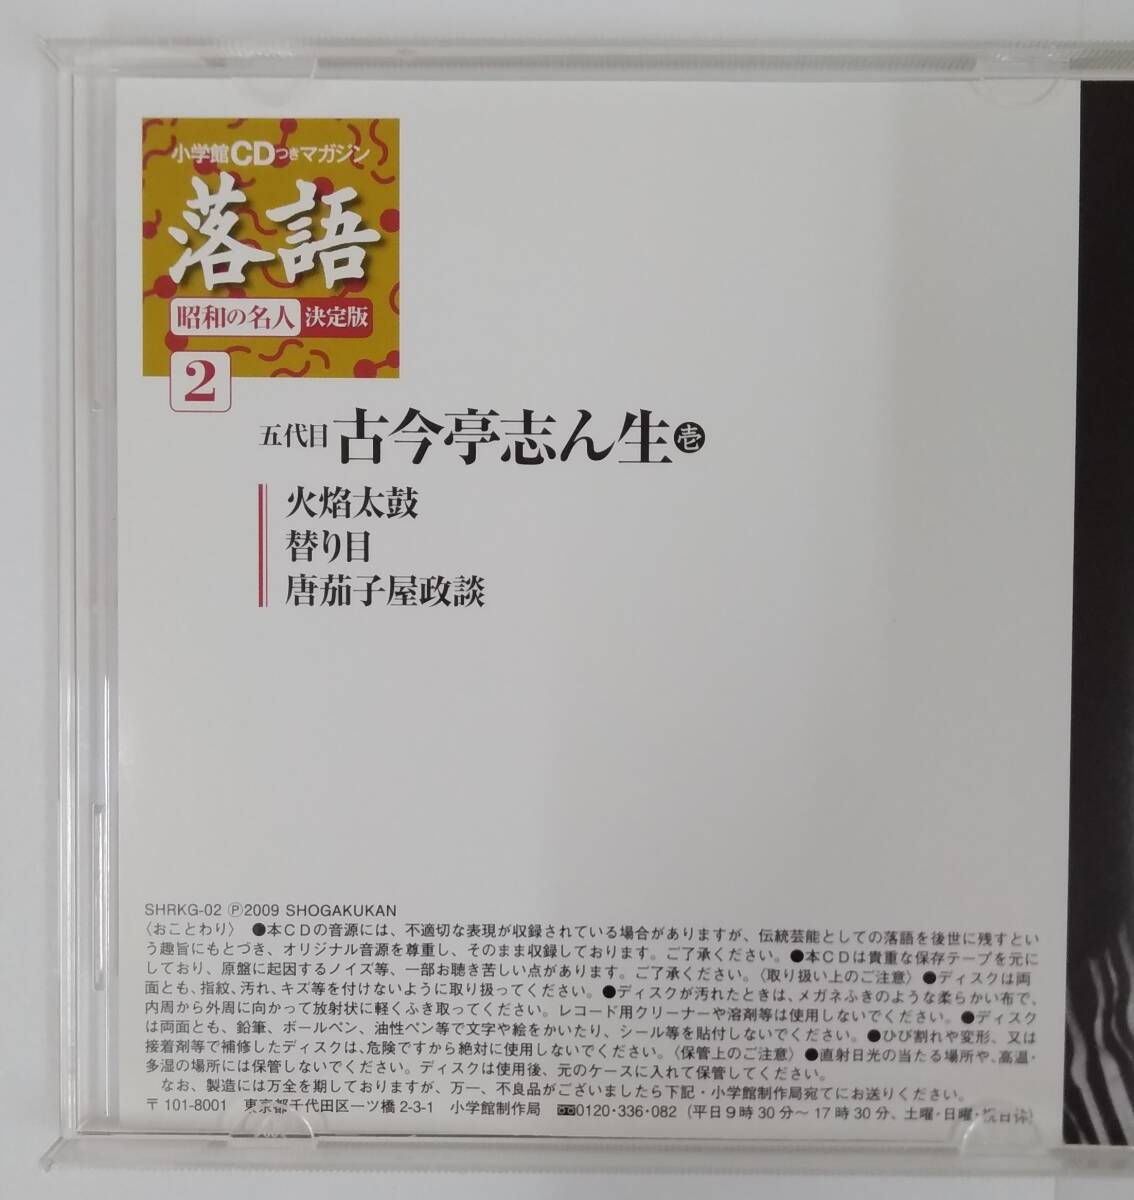 小学館CDつきマガジン
落語
昭和の名人 決定版
2
五代目 古今亭志ん生 壱
火焰太鼓
替り目
唐茄子屋政談
SHRKG-02 Ⓟ2009 SHOGAKUKAN
〈おことわり〉 ●本CDの音源には、不適切な表現が収録されている場合がありますが、伝統芸能としての落語を後世に残すとい
う趣旨にもとづき、オリジナル音源を尊重し、そのまま収録しております。ご了承ください。●本CDは貴重な保存テープを元に
しており、原盤に起因するノイズ等、一部お聴き苦しい点があります。ご了承ください。〈取り扱い上のご注意〉●ディスクは両
面とも、指紋、汚れ、キズ等を付けないように取り扱ってください。●ディスクが汚れたときは、メガネふきのような柔らかい布で、
内周から外周に向かって放射状に軽くふき取ってください。レコード用クリーナーや溶剤等は使用しないでください。●ディスク
は両面とも、鉛筆、ボールペン、油性ペン等で文字や絵をかいたり、シール等を貼付しないでください。●ひび割れや変形、又は
接着剤等で補修したディスクは、危険ですから絶対に使用しないでください。〈保管上のご注意〉●直射日光の当たる場所や、高温・
多湿の場所には保管しないでください。ディスクは使用後、元のケースに入れて保管してください。
なお、製造には万全を期しておりますが、万一、不良品がございましたら下記・小学館制作局宛てにお送りください。
〒101-8001 東京都千代田区一ツ橋2-3-1 小学館制作局 0120・336・082（平日9時30分〜17時30分、土曜・日曜・祝日休）